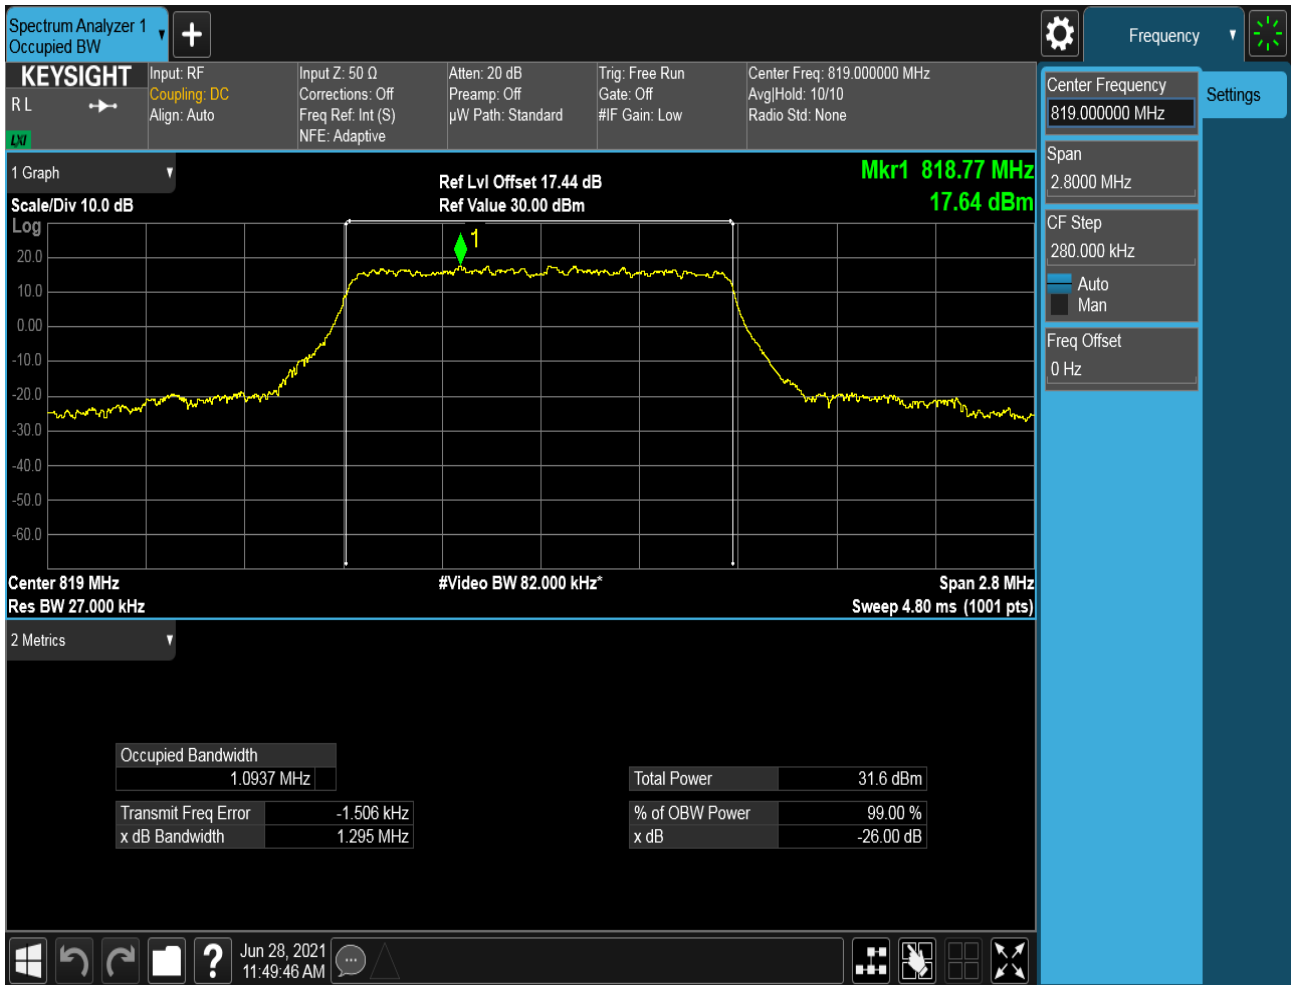 Spectrum Analyzer 1
Occupied BW
Frequency
KEYSIGHT
R L
LXI
Input: RF
Coupling: DC
Align: Auto
Input Z: 50 Ω
Corrections: Off
Freq Ref: Int (S)
NFE: Adaptive
Atten: 20 dB
Preamp: Off
µW Path: Standard
Trig: Free Run
Gate: Off
#IF Gain: Low
Center Freq: 819.000000 MHz
Avg|Hold: 10/10
Radio Std: None
Center Frequency
819.000000 MHz
Settings
Span
2.8000 MHz
CF Step
280.000 kHz
Auto
Man
Freq Offset
0 Hz
1 Graph
Scale/Div 10.0 dB
Ref Lvl Offset 17.44 dB
Ref Value 30.00 dBm
Mkr1 818.77 MHz
17.64 dBm
Log
1
20.0
10.0
0.00
-10.0
-20.0
-30.0
-40.0
-50.0
-60.0
Center 819 MHz
#Video BW 82.000 kHz*
Span 2.8 MHz
Res BW 27.000 kHz
Sweep 4.80 ms (1001 pts)
2 Metrics
Occupied Bandwidth
1.0937 MHz
Total Power 31.6 dBm
Transmit Freq Error -1.506 kHz
% of OBW Power 99.00 %
x dB Bandwidth 1.295 MHz
x dB -26.00 dB
?
Jun 28, 2021
11:49:46 AM